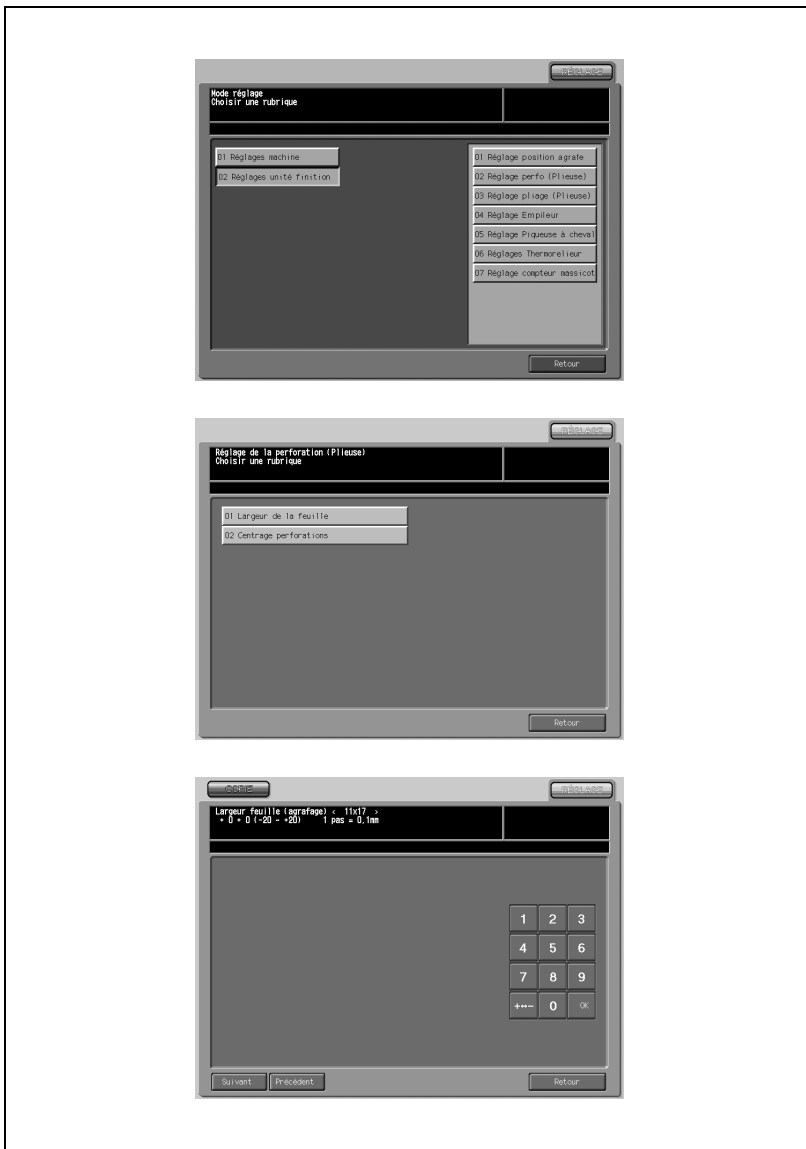 RÉGLAGE
Mode réglage
Choisir une rubrique
01 Réglages machine
02 Réglages unité finition
01 Réglage position agrafe
02 Réglage perfo (Plieuse)
03 Réglage pliage (Plieuse)
04 Réglage Empileur
05 Réglage Piqueuse à cheval
06 Réglages Thermorelieur
07 Réglage compteur massicot
Retour
RÉGLAGE
Réglage de la perforation (Plieuse)
Choisir une rubrique
01 Largeur de la feuille
02 Centrage perforations
Retour
COPIE
RÉGLAGE
Largeur feuille (agrafage) < 11x17 >
+ 0 + 0 (-20 - +20) 1 pas = 0,1mm
1 2 3
4 5 6
7 8 9
+↔- 0 OK
Suivant Précédent Retour